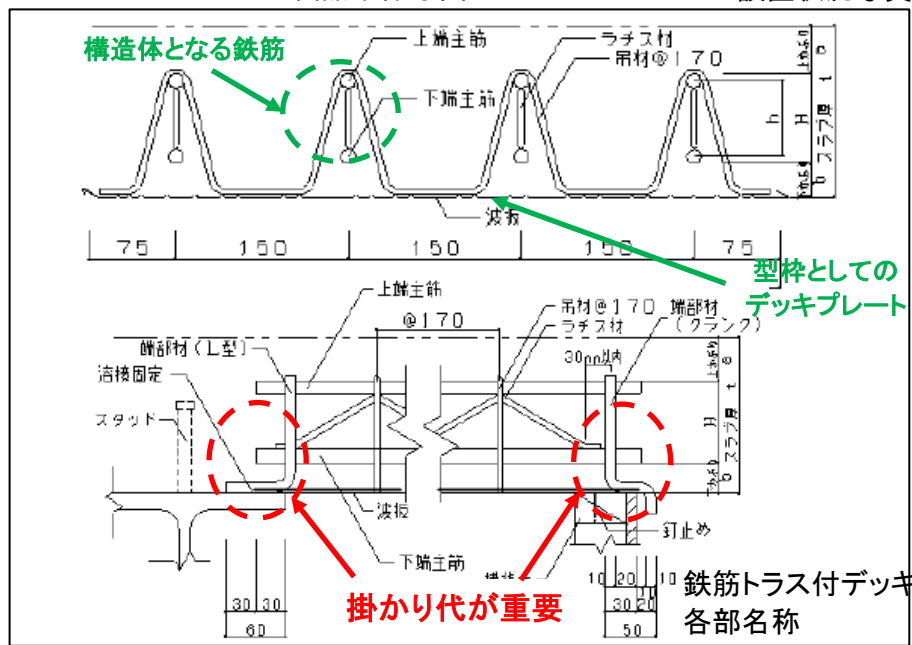 構造体となる鉄筋
上端主筋
ラチス材
吊材@170
下端主筋
上かぶり
a
t
H
h
スラブ厚
下かぶり
b
波板
75
150
150
150
75
型枠としての
デッキプレート
上端主筋
@170
吊材@170
ラチス材
端部材
(クランク)
端部材(L型)
溶接固定
スタッド
30mm以内
上かぶり
a
t
H
スラブ厚
下かぶり
b
波板
下端主筋
釘止め
掛かり代が重要
30 30
60
10 20
10
30 20
50
鉄筋トラス付デッキ
各部名称